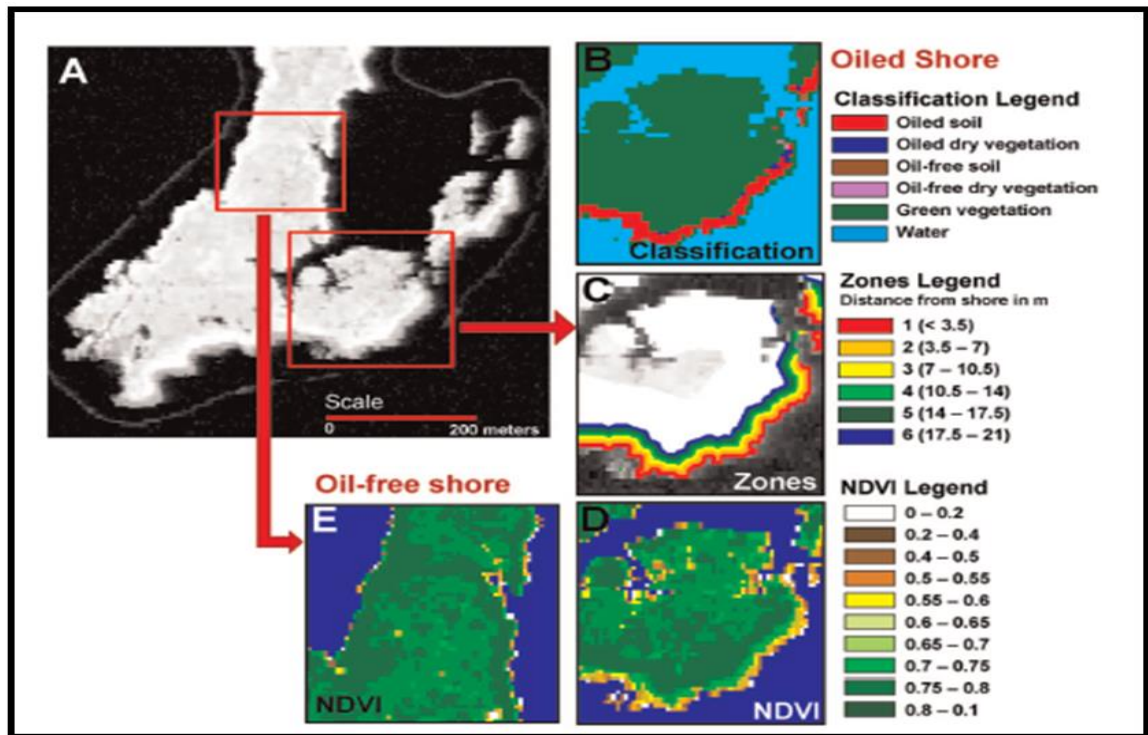 A
Scale
0
200 meters
B
Classification
Oiled Shore
Classification Legend
Oiled soil
Oiled dry vegetation
Oil-free soil
Oil-free dry vegetation
Green vegetation
Water
C
Zones
Zones Legend
Distance from shore in m
1 (< 3.5)
2 (3.5 – 7)
3 (7 – 10.5)
4 (10.5 – 14)
5 (14 – 17.5)
6 (17.5 – 21)
Oil-free shore
E
NDVI
D
NDVI
NDVI Legend
0 – 0.2
0.2 – 0.4
0.4 – 0.5
0.5 – 0.55
0.55 – 0.6
0.6 – 0.65
0.65 – 0.7
0.7 – 0.75
0.75 – 0.8
0.8 – 0.1